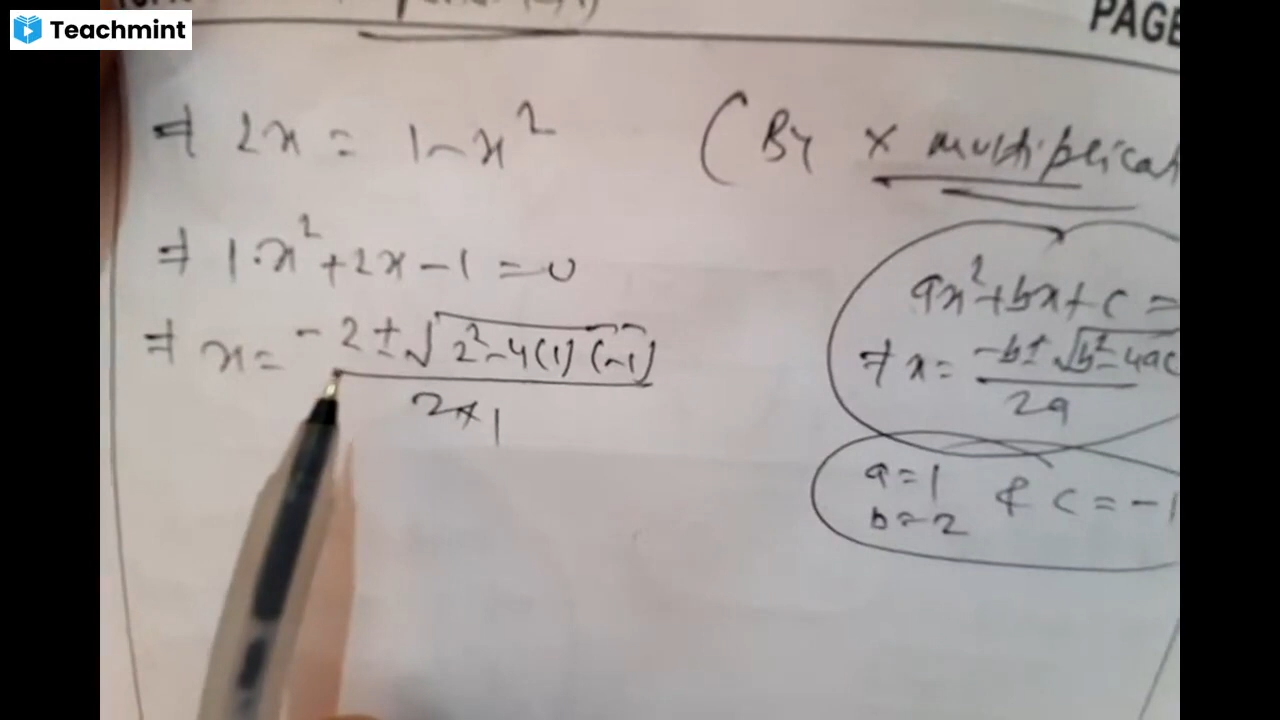 Teachmint
PAGE
⇒ 2x = 1-x²
(By × multiplicat
⇒ 1·x²+2x-1=0
⇒ x= -2±√2²-4(1)(-1) / 2×1
ax²+bx+c=
⇒ x= -b±√b²-4ac / 2a
a=1
b=2
& c=-1